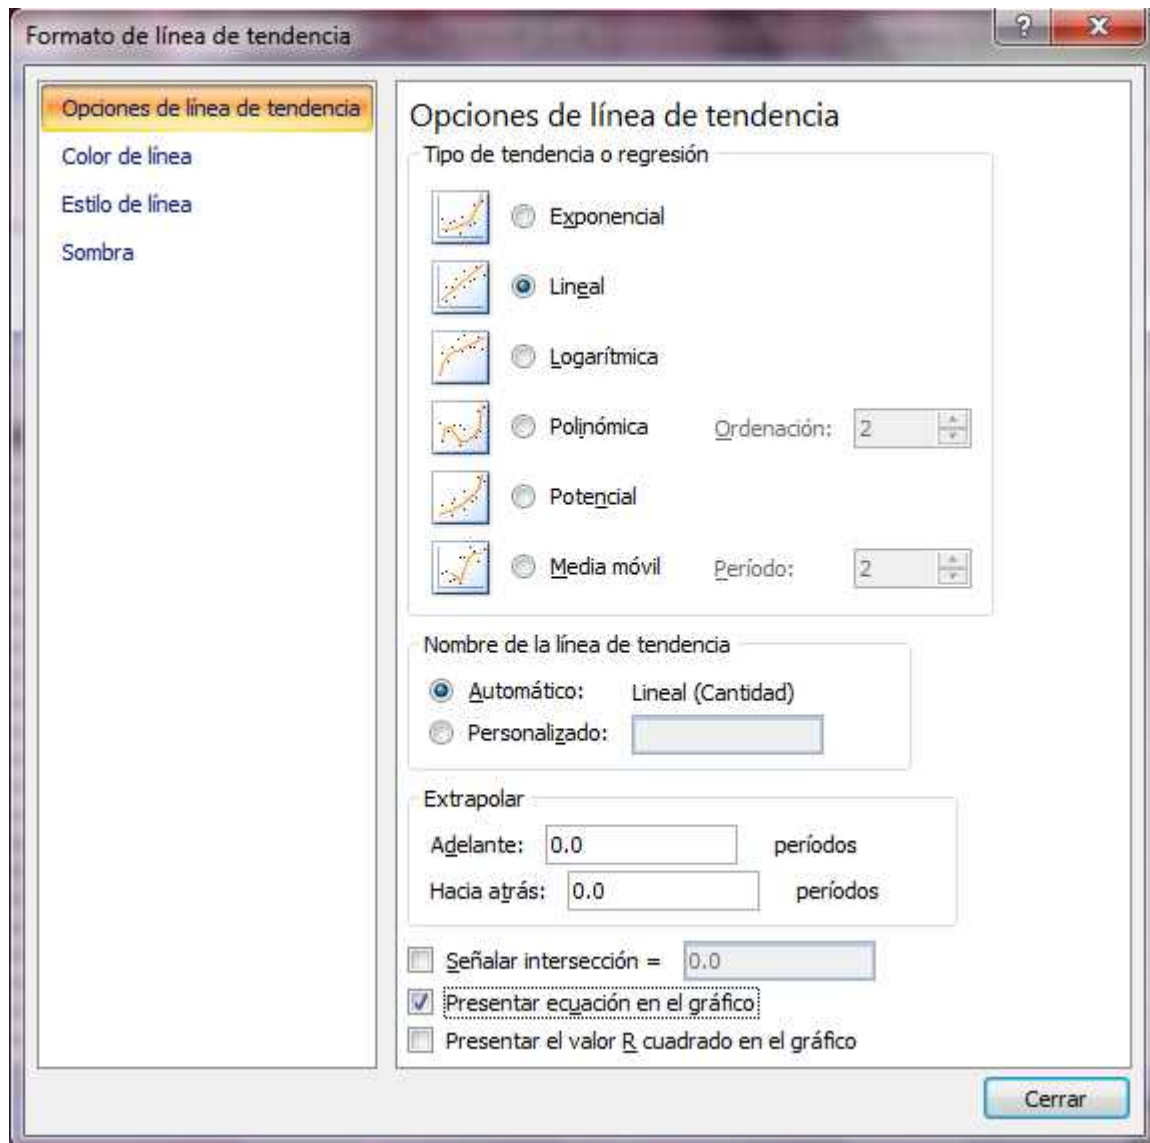 Formato de línea de tendencia
?
Opciones de línea de tendencia
Color de línea
Estilo de línea
Sombra
Opciones de línea de tendencia
Tipo de tendencia o regresión
Exponencial
Lineal
Logarítmica
Polinómica Ordenación: 2
Potencial
Media móvil Período: 2
Nombre de la línea de tendencia
Automático: Lineal (Cantidad)
Personalizado:
Extrapolar
Adelante: 0.0 períodos
Hacia atrás: 0.0 períodos
Señalar intersección = 0.0
Presentar ecuación en el gráfico
Presentar el valor R cuadrado en el gráfico
Cerrar